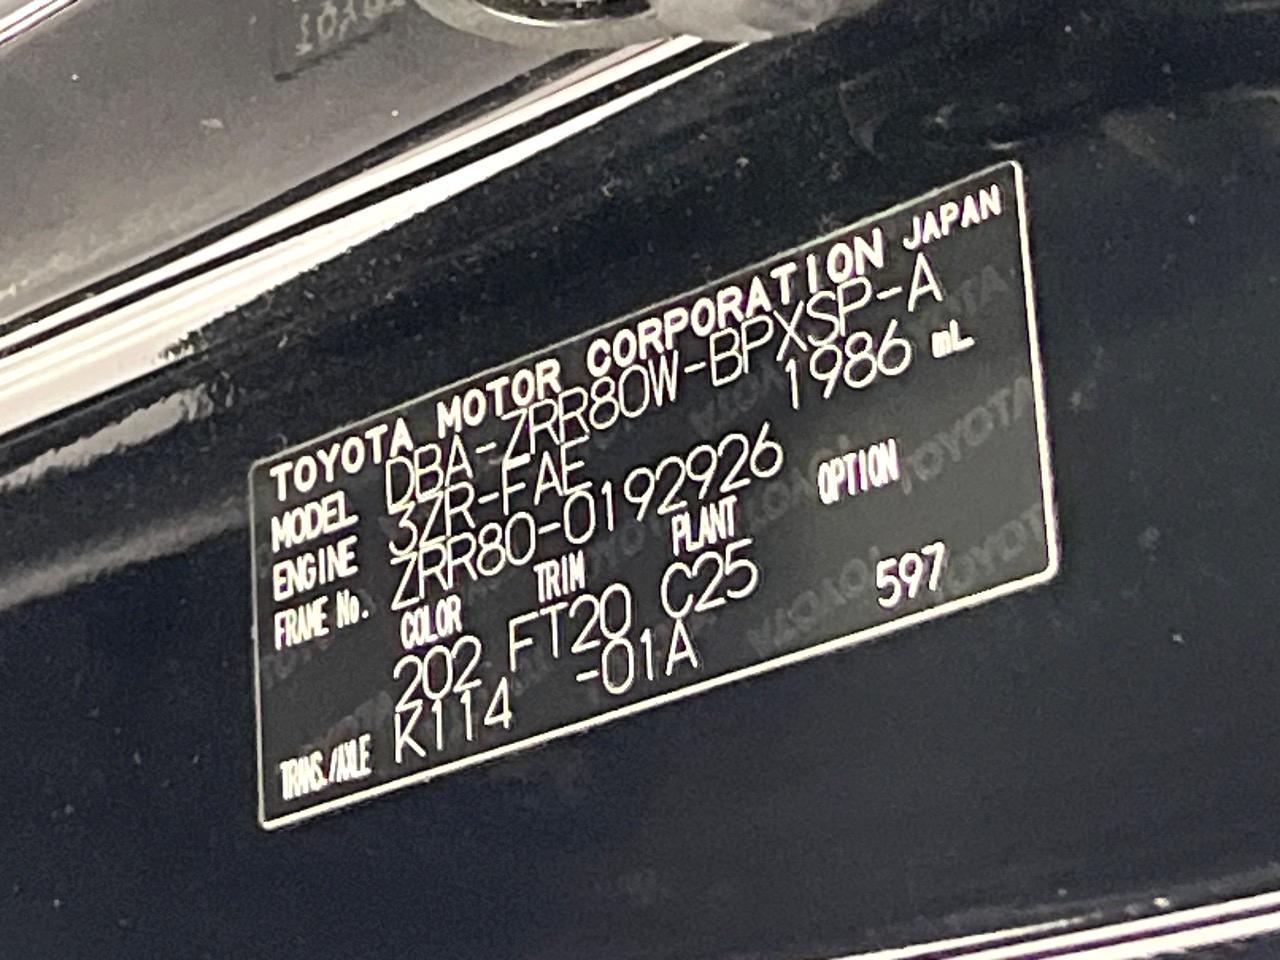 TOYOTA MOTOR CORPORATION JAPAN
MODEL DBA-ZRR80W-BPXSP-A
ENGINE 3ZR-FAE 1986 mL
FRAME No. ZRR80-0192926
COLOR TRIM PLANT OPTION
202 FT20 C25 597
TRANS./AXLE K114 -01A